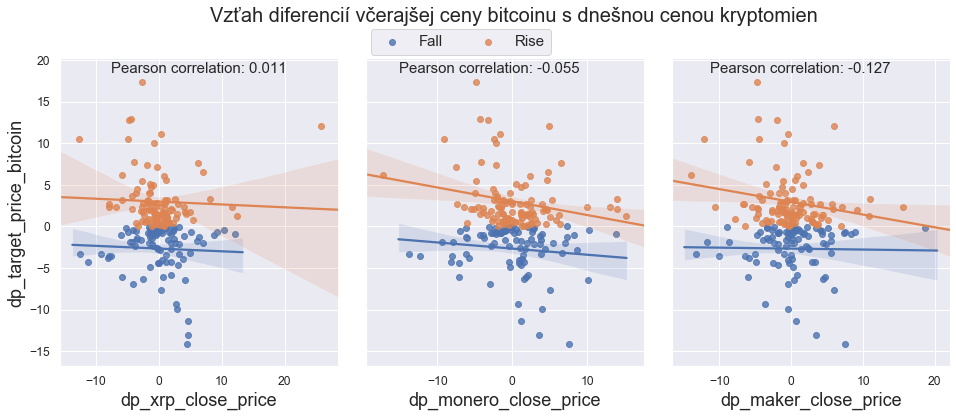 Vzťah diferencií včerajšej ceny bitcoinu s dnešnou cenou kryptomien
Fall Rise
Pearson correlation: 0.011 Pearson correlation: -0.055 Pearson correlation: -0.127
dp_target_price_bitcoin
20
15
10
5
0
−5
−10
−15
−10 0 10 20 −10 0 10 −10 0 10 20
dp_xrp_close_price dp_monero_close_price dp_maker_close_price